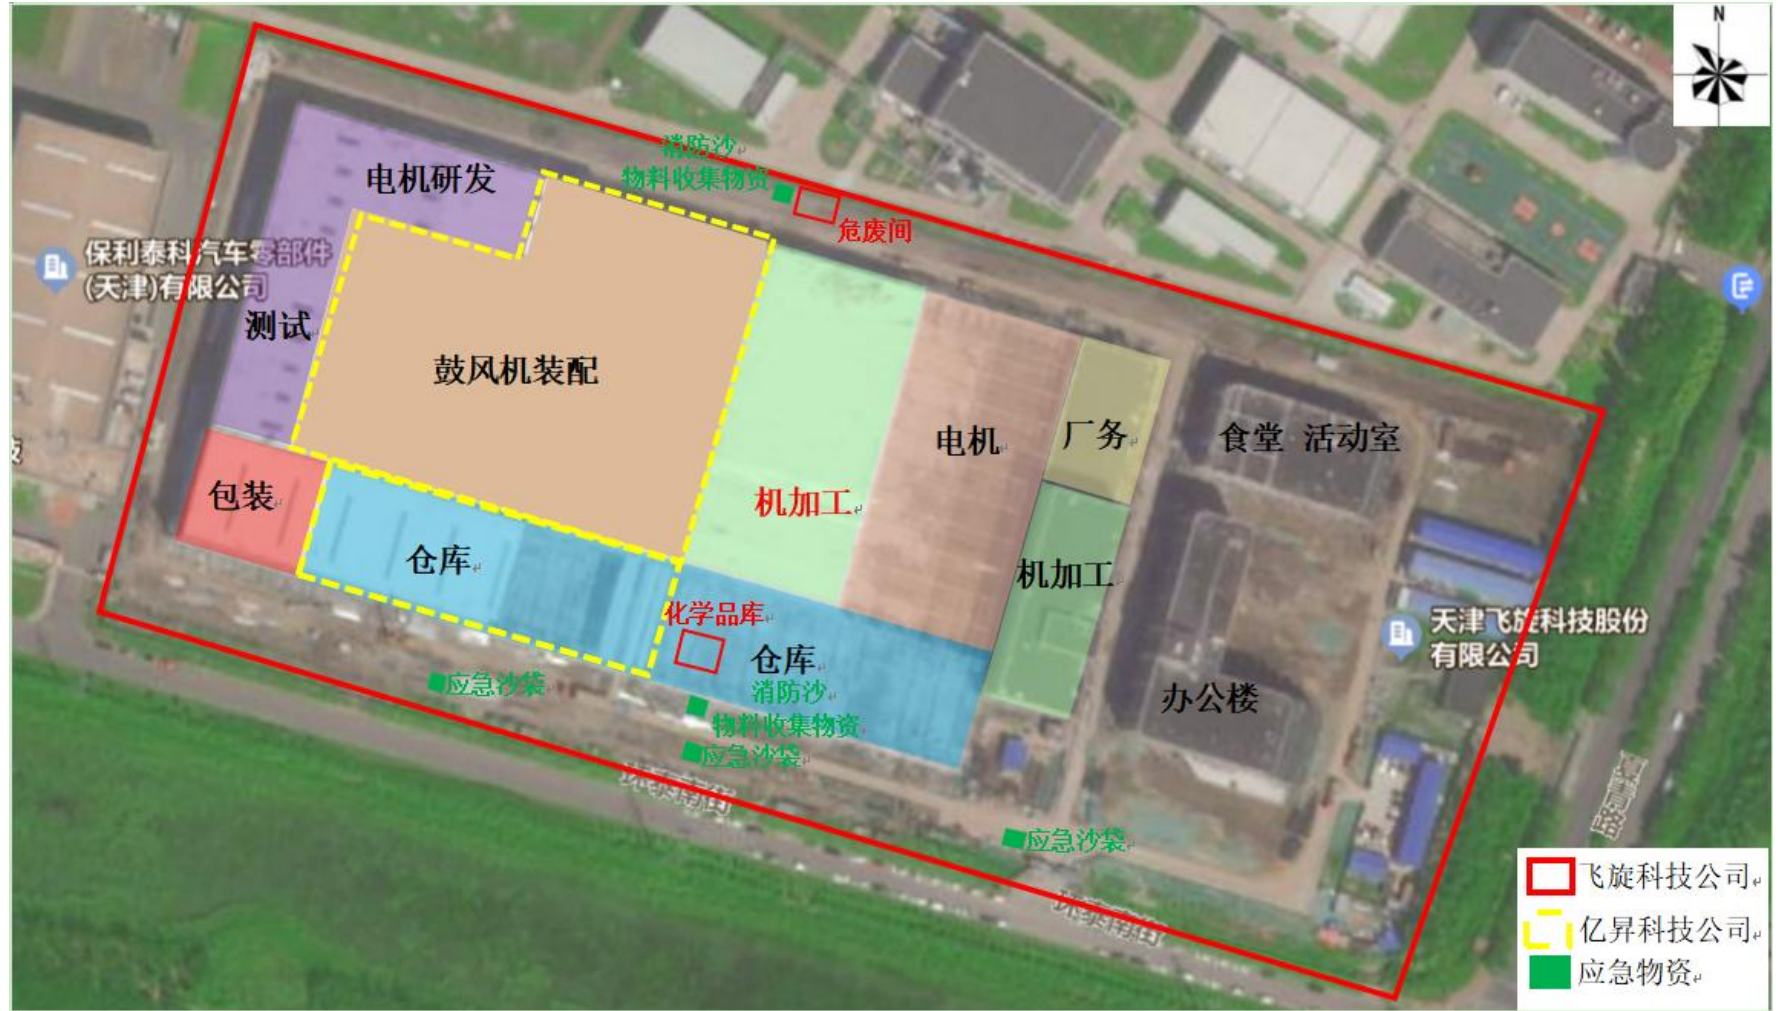 N
消防沙
物料收集物资
电机研发
危废间
保利泰科汽车零部件
(天津)有限公司
测试
鼓风机装配
电机
厂务
食堂 活动室
包装
机加工
仓库
机加工
化学品库
仓库
天津飞旋科技股份
有限公司
应急沙袋
消防沙
物料收集物资
应急沙袋
办公楼
应急沙袋
飞旋科技公司
亿昇科技公司
应急物资